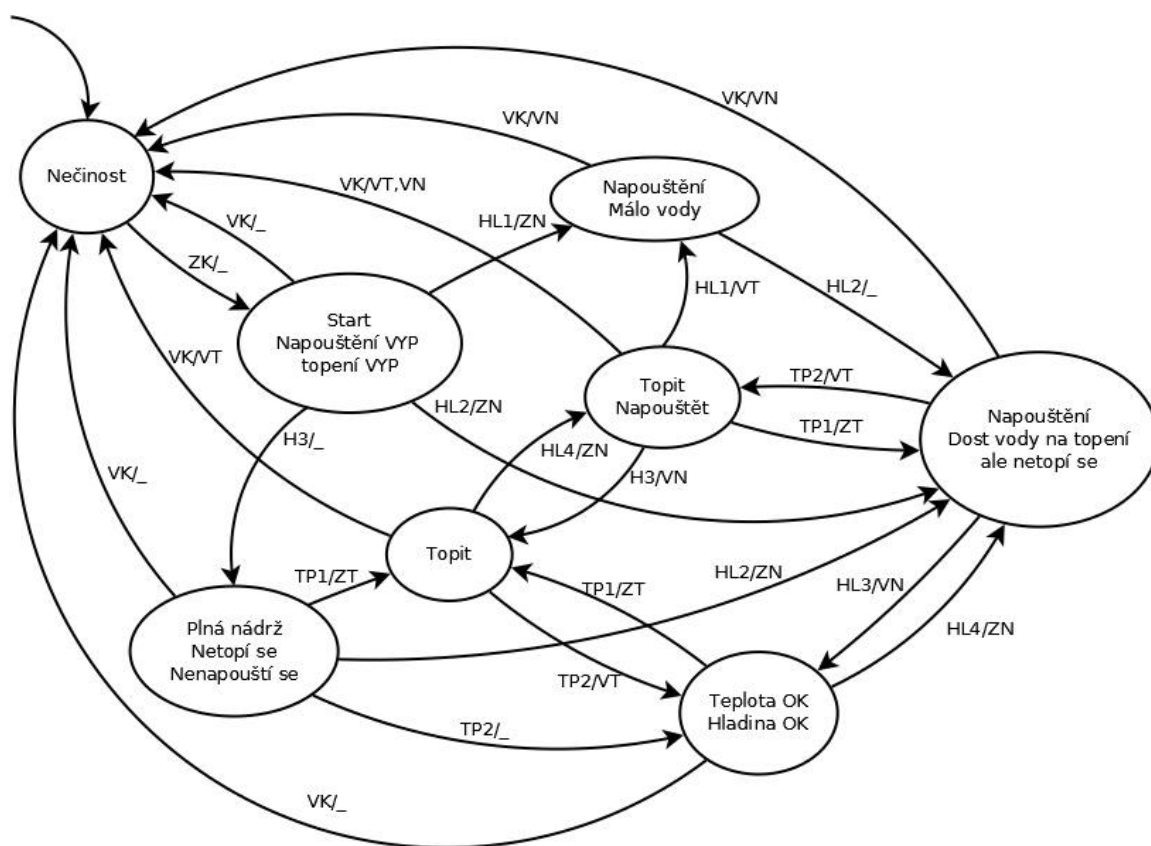 VK/VN
VK/VN
Nečinost
VK/VT,VN
Napouštění
Málo vody
VK/_
HL1/ZN
ZK/_
HL1/VT
HL2/_
Start
Napouštění VYP
topení VYP
VK/VT
TP2/VT
Topit
Napouštět
HL2/ZN
TP1/ZT
Napouštění
Dost vody na topení
ale netopí se
H3/_
HL4/ZN
H3/VN
VK/_
Topit
TP1/ZT
HL2/ZN
TP1/ZT
HL3/VN
HL4/ZN
Plná nádrž
Netopí se
Nenapouští se
TP2/VT
Teplota OK
Hladina OK
TP2/_
VK/_